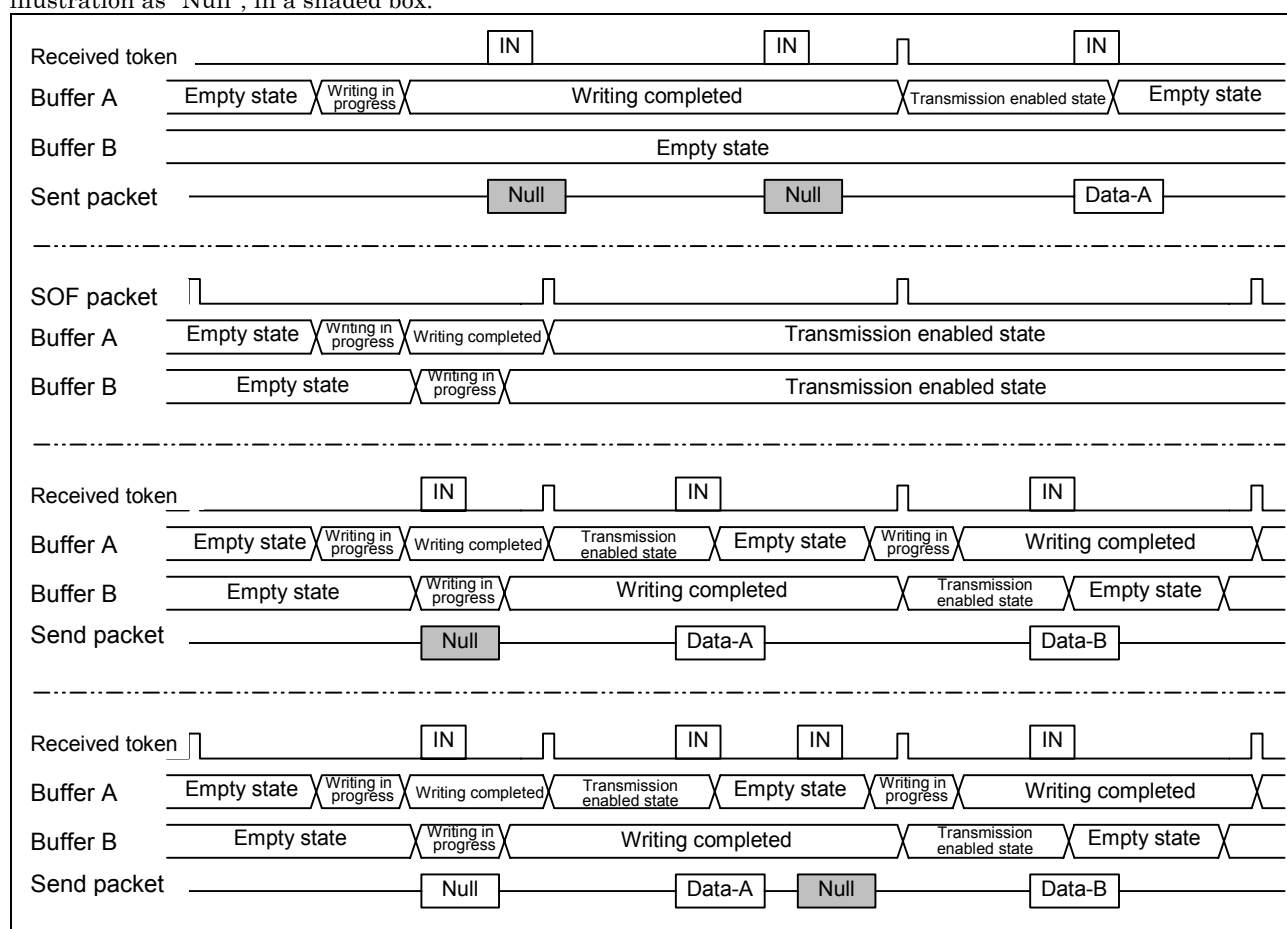 illustration as "Null", in a shaded box.
Received token IN IN IN
Buffer A Empty state Writing in progress Writing completed Transmission enabled state Empty state
Buffer B Empty state
Sent packet Null Null Data-A
SOF packet
Buffer A Empty state Writing in progress Writing completed Transmission enabled state
Buffer B Empty state Writing in progress Transmission enabled state
Received token IN IN IN
Buffer A Empty state Writing in progress Writing completed Transmission enabled state Empty state Writing in progress Writing completed
Buffer B Empty state Writing in progress Writing completed Transmission enabled state Empty state
Send packet Null Data-A Data-B
Received token IN IN IN IN
Buffer A Empty state Writing in progress Writing completed Transmission enabled state Empty state Writing in progress Writing completed
Buffer B Empty state Writing in progress Writing completed Transmission enabled state Empty state
Send packet Null Data-A Null Data-B